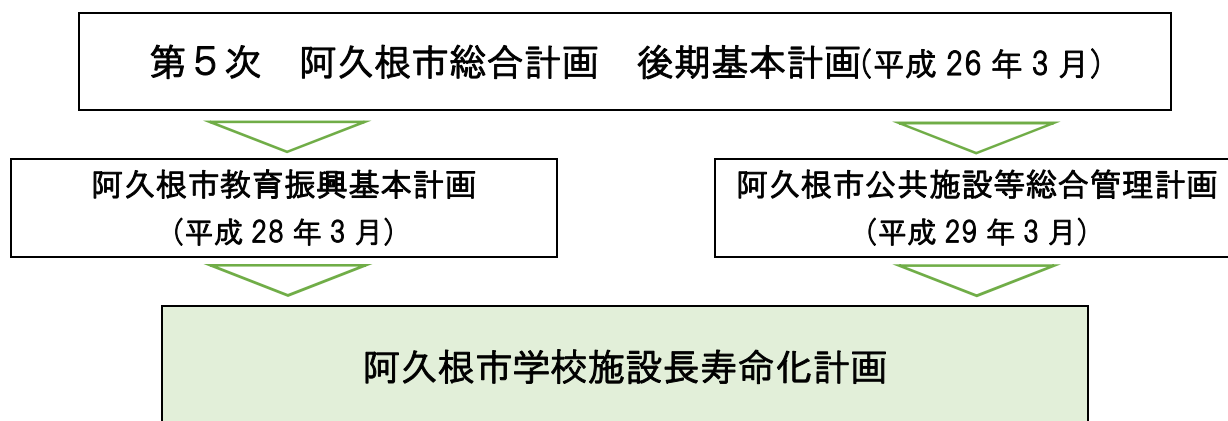 第５次　阿久根市総合計画　後期基本計画(平成 26 年 3 月)
阿久根市教育振興基本計画
(平成 28 年 3 月)
阿久根市公共施設等総合管理計画
(平成 29 年 3 月)
阿久根市学校施設長寿命化計画